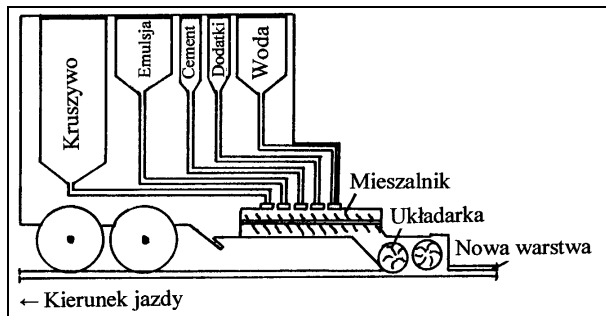 Kruszywo
Emulsja
Cement
Dodatki
Woda
Mieszalnik
Układarka
Nowa warstwa
← Kierunek jazdy